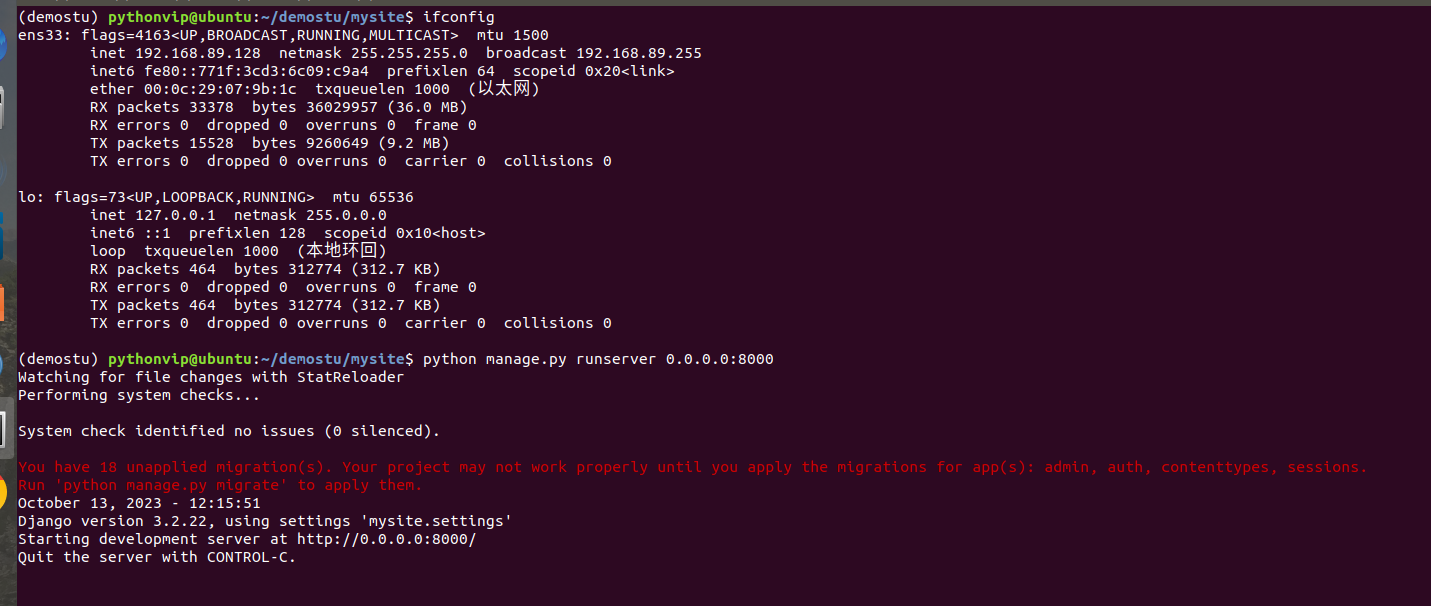 (demostu) pythonvip@ubuntu:~/demostu/mysite$ ifconfig
ens33: flags=4163<UP,BROADCAST,RUNNING,MULTICAST>  mtu 1500
        inet 192.168.89.128  netmask 255.255.255.0  broadcast 192.168.89.255
        inet6 fe80::771f:3cd3:6c09:c9a4  prefixlen 64  scopeid 0x20<link>
        ether 00:0c:29:07:9b:1c  txqueuelen 1000  (以太网)
        RX packets 33378  bytes 36029957 (36.0 MB)
        RX errors 0  dropped 0  overruns 0  frame 0
        TX packets 15528  bytes 9260649 (9.2 MB)
        TX errors 0  dropped 0 overruns 0  carrier 0  collisions 0

lo: flags=73<UP,LOOPBACK,RUNNING>  mtu 65536
        inet 127.0.0.1  netmask 255.0.0.0
        inet6 ::1  prefixlen 128  scopeid 0x10<host>
        loop  txqueuelen 1000  (本地环回)
        RX packets 464  bytes 312774 (312.7 KB)
        RX errors 0  dropped 0  overruns 0  frame 0
        TX packets 464  bytes 312774 (312.7 KB)
        TX errors 0  dropped 0 overruns 0  carrier 0  collisions 0

(demostu) pythonvip@ubuntu:~/demostu/mysite$ python manage.py runserver 0.0.0.0:8000
Watching for file changes with StatReloader
Performing system checks...

System check identified no issues (0 silenced).

You have 18 unapplied migration(s). Your project may not work properly until you apply the migrations for app(s): admin, auth, contenttypes, sessions.
Run 'python manage.py migrate' to apply them.
October 13, 2023 - 12:15:51
Django version 3.2.22, using settings 'mysite.settings'
Starting development server at http://0.0.0.0:8000/
Quit the server with CONTROL-C.